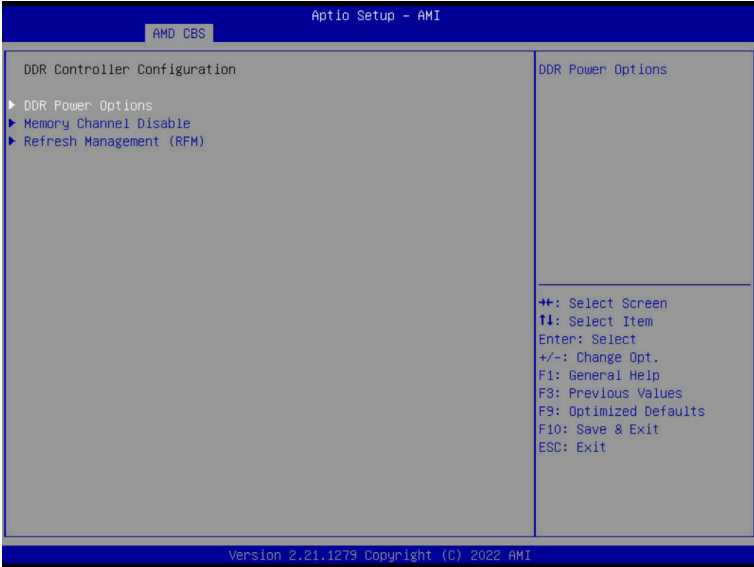 Aptio Setup – AMI
AMD CBS
DDR Controller Configuration
DDR Power Options
Memory Channel Disable
Refresh Management (RFM)
DDR Power Options
→←: Select Screen
↑↓: Select Item
Enter: Select
+/-: Change Opt.
F1: General Help
F3: Previous Values
F9: Optimized Defaults
F10: Save & Exit
ESC: Exit
Version 2.21.1279 Copyright (C) 2022 AMI